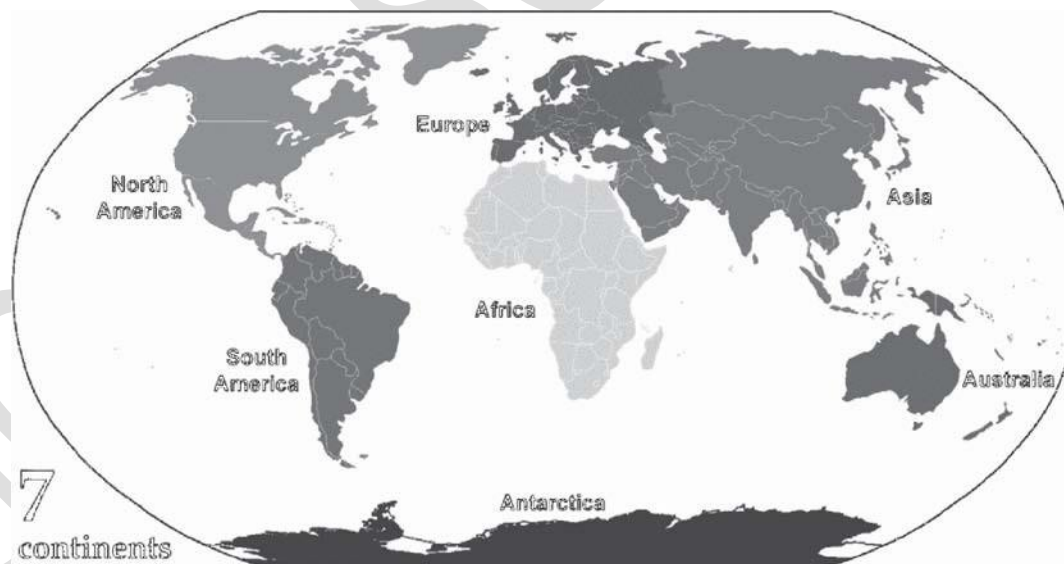 Europe
North
America
Asia
Africa
South
America
Australia
Antarctica
7
continents